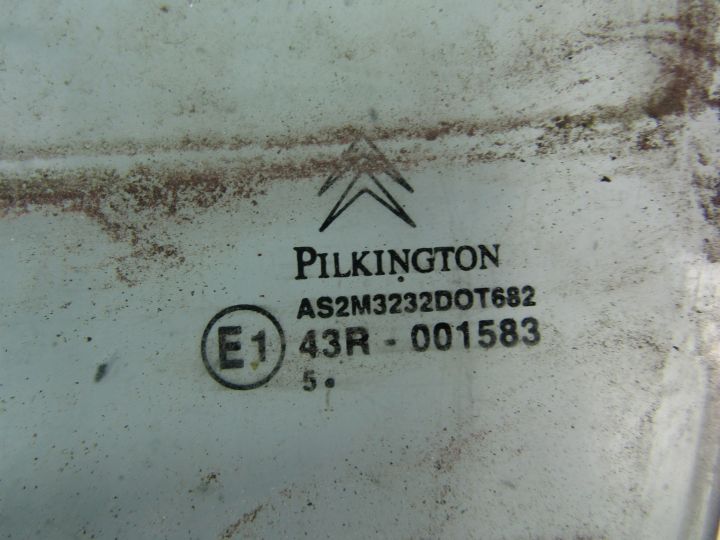 PILKINGTON
AS2M3232DOT682
E1 43R - 001583
5•